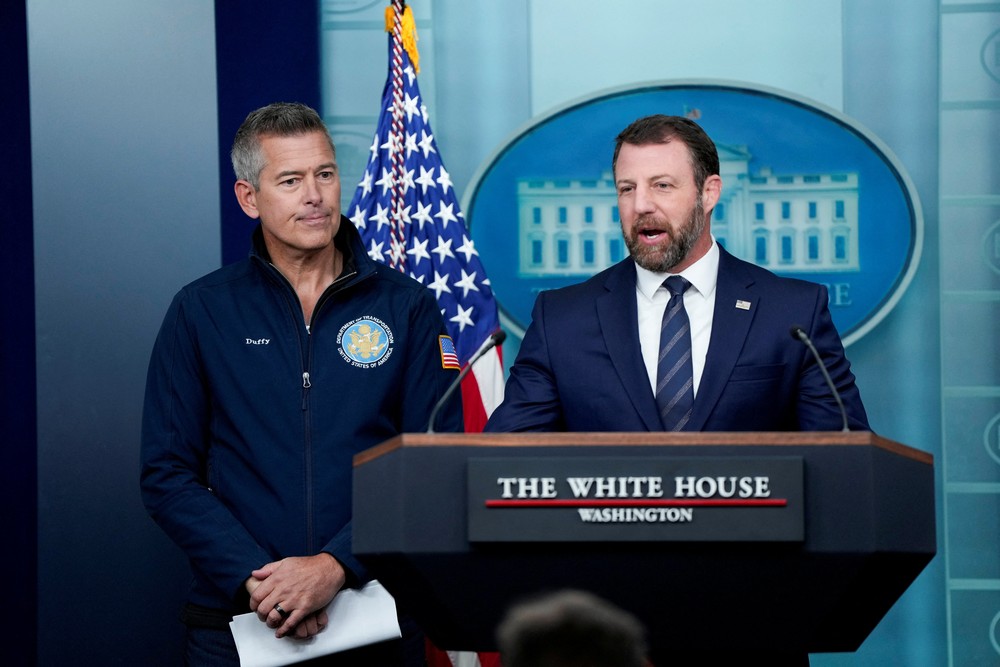 Duffy
DEPARTMENT OF TRANSPORTATION
UNITED STATES OF AMERICA
THE WHITE HOUSE
WASHINGTON